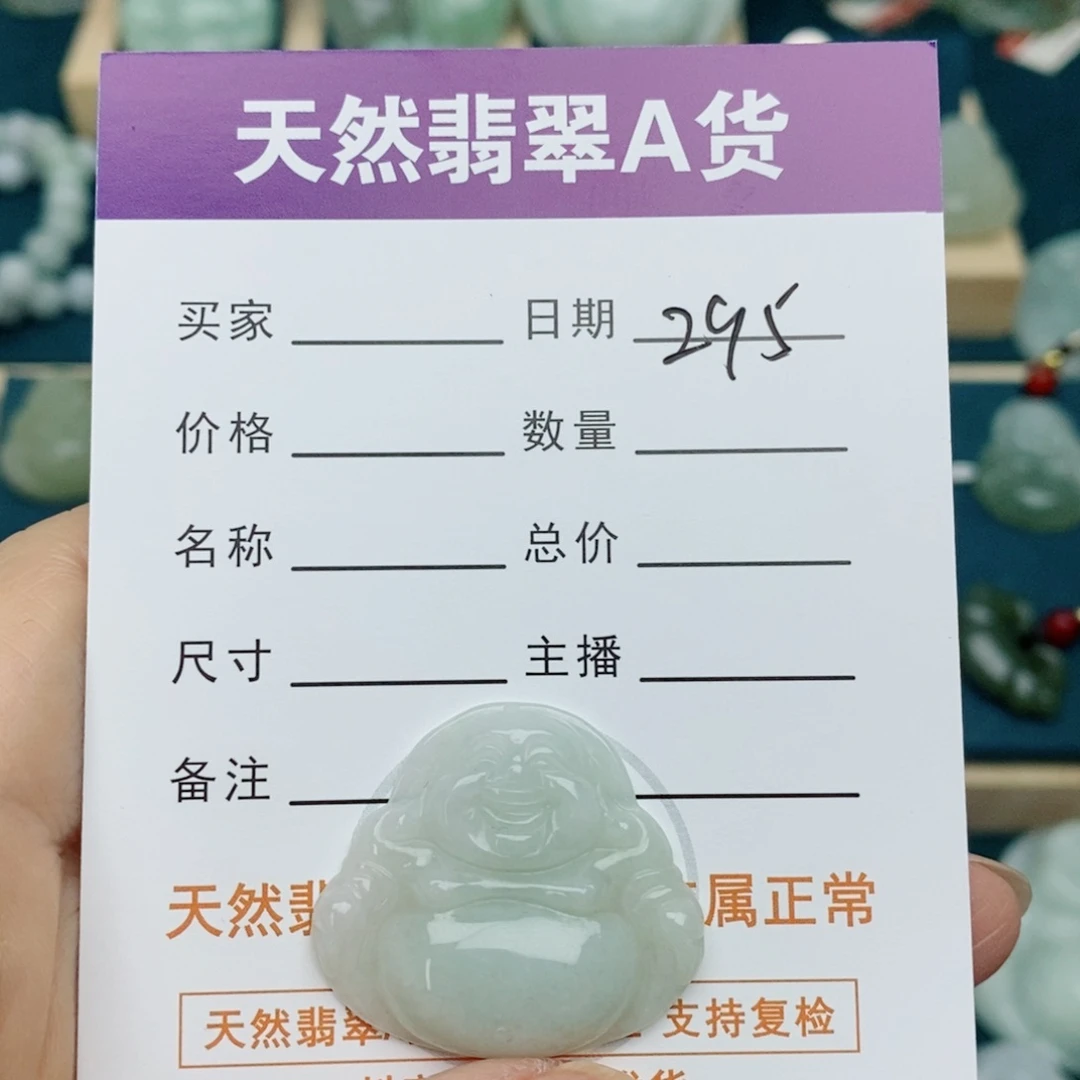 天然翡翠A货
买家 日期 295
价格 数量
名称 总价
尺寸 主播
备注
天然 属正常
天然翡翠 支持复检